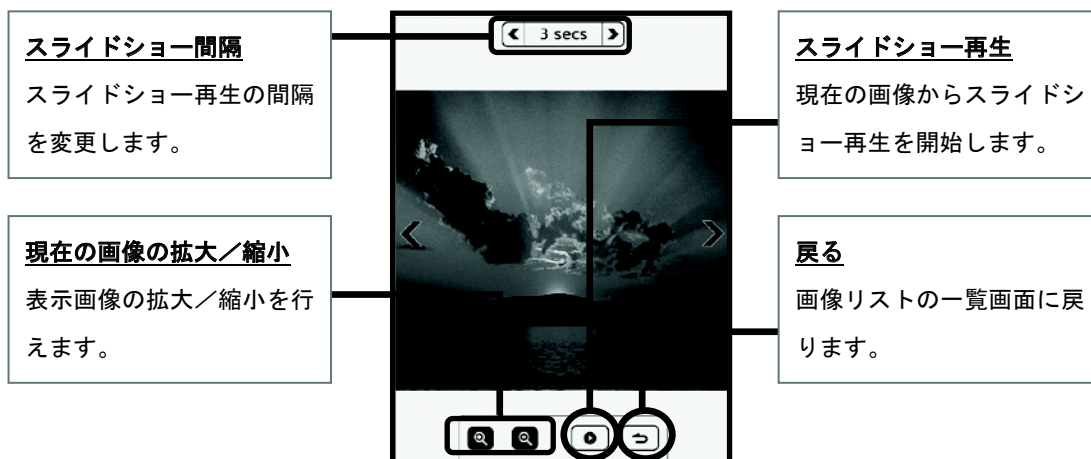 スライドショー間隔
スライドショー再生の間隔
を変更します。
現在の画像の拡大／縮小
表示画像の拡大／縮小を行
えます。
3 secs
スライドショー再生
現在の画像からスライドシ
ョー再生を開始します。
戻る
画像リストの一覧画面に戻
ります。